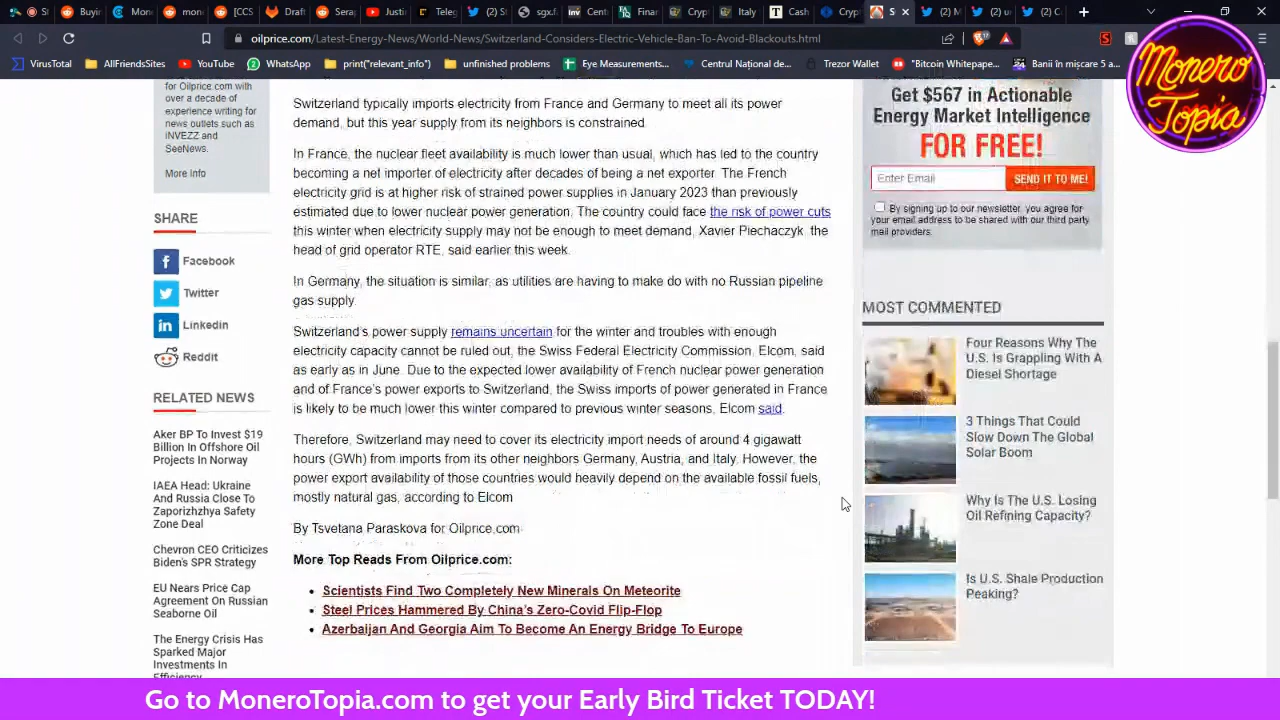 St
Buyir
Mone
mone
[CCS
Draft
Serap
Justi
Teleg
(2) St
sgsd
Cent
Finar
Cryp
Italy
Cash
Cryp
S
(2) M
(2) u
(2) C
oilprice.com/Latest-Energy-News/World-News/Switzerland-Considers-Electric-Vehicle-Ban-To-Avoid-Blackouts.html
VirusTotal
AllFriendsSites
YouTube
WhatsApp
print("relevant_info")
unfinished problems
Eye Measurements...
Centrul Național de...
Trezor Wallet
"Bitcoin Whitepape...
Banii în mișcare 5 a...
Monero
Topia
for Oilprice.com with
over a decade of
experience writing for
news outlets such as
iNVEZZ and
SeeNews.
More Info
SHARE
Facebook
Twitter
Linkedin
Reddit
RELATED NEWS
Aker BP To Invest $19
Billion In Offshore Oil
Projects In Norway
IAEA Head: Ukraine
And Russia Close To
Zaporizhzhya Safety
Zone Deal
Chevron CEO Criticizes
Biden's SPR Strategy
EU Nears Price Cap
Agreement On Russian
Seaborne Oil
The Energy Crisis Has
Sparked Major
Investments In
Efficiency
Switzerland typically imports electricity from France and Germany to meet all its power
demand, but this year supply from its neighbors is constrained.
In France, the nuclear fleet availability is much lower than usual, which has led to the country
becoming a net importer of electricity after decades of being a net exporter. The French
electricity grid is at higher risk of strained power supplies in January 2023 than previously
estimated due to lower nuclear power generation. The country could face the risk of power cuts
this winter when electricity supply may not be enough to meet demand, Xavier Piechaczyk, the
head of grid operator RTE, said earlier this week.
In Germany, the situation is similar, as utilities are having to make do with no Russian pipeline
gas supply.
Switzerland's power supply remains uncertain for the winter and troubles with enough
electricity capacity cannot be ruled out, the Swiss Federal Electricity Commission, Elcom, said
as early as in June. Due to the expected lower availability of French nuclear power generation
and of France's power exports to Switzerland, the Swiss imports of power generated in France
is likely to be much lower this winter compared to previous winter seasons, Elcom said.
Therefore, Switzerland may need to cover its electricity import needs of around 4 gigawatt
hours (GWh) from imports from its other neighbors Germany, Austria, and Italy. However, the
power export availability of those countries would heavily depend on the available fossil fuels,
mostly natural gas, according to Elcom
By Tsvetana Paraskova for Oilprice.com
More Top Reads From Oilprice.com:
• Scientists Find Two Completely New Minerals On Meteorite
• Steel Prices Hammered By China's Zero-Covid Flip-Flop
• Azerbaijan And Georgia Aim To Become An Energy Bridge To Europe
Get $567 in Actionable
Energy Market Intelligence
FOR FREE!
Enter Email
SEND IT TO ME!
By signing up to our newsletter, you agree for
your email address to be shared with our third party
mail providers.
MOST COMMENTED
Four Reasons Why The
U.S. Is Grappling With A
Diesel Shortage
3 Things That Could
Slow Down The Global
Solar Boom
Why Is The U.S. Losing
Oil Refining Capacity?
Is U.S. Shale Production
Peaking?
Go to MoneroTopia.com to get your Early Bird Ticket TODAY!